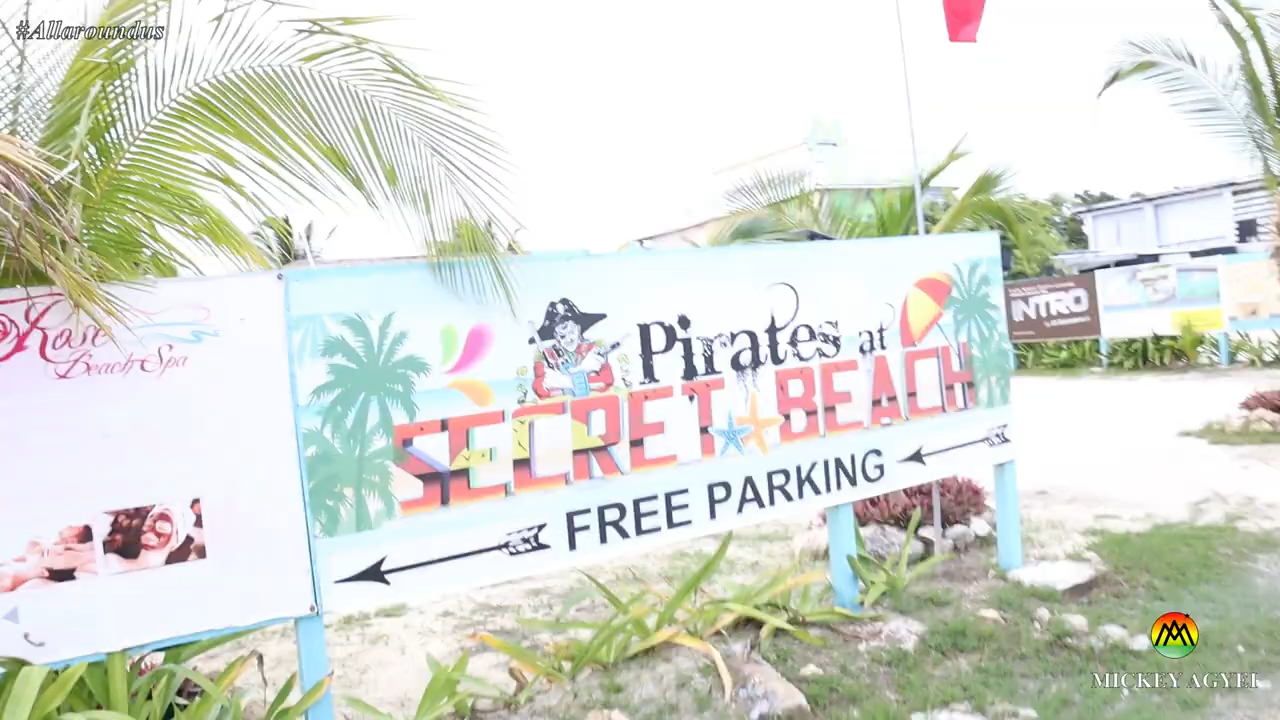 #Allaroundus
Rose
Beach Spa
Pirates at
SECRET BEACH
FREE PARKING
INTRO
MICKEY AGYEI